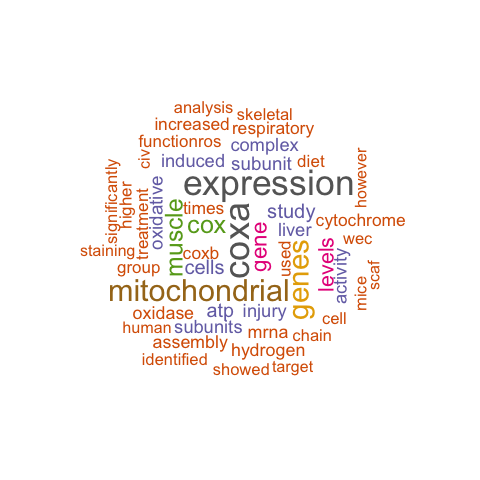 analysis
skeletal
increased
respiratory
functionros
complex
civ
induced
subunit
diet
however
significantly
higher
oxidative
expression
treatment
muscle
times
study
cytochrome
cox
coxa
gene
liver
wec
staining
coxb
used
genes
levels
activity
group
cells
scaf
mitochondrial
mice
oxidase
atp
injury
cell
human
subunits
mrna
chain
assembly
hydrogen
identified
showed
target